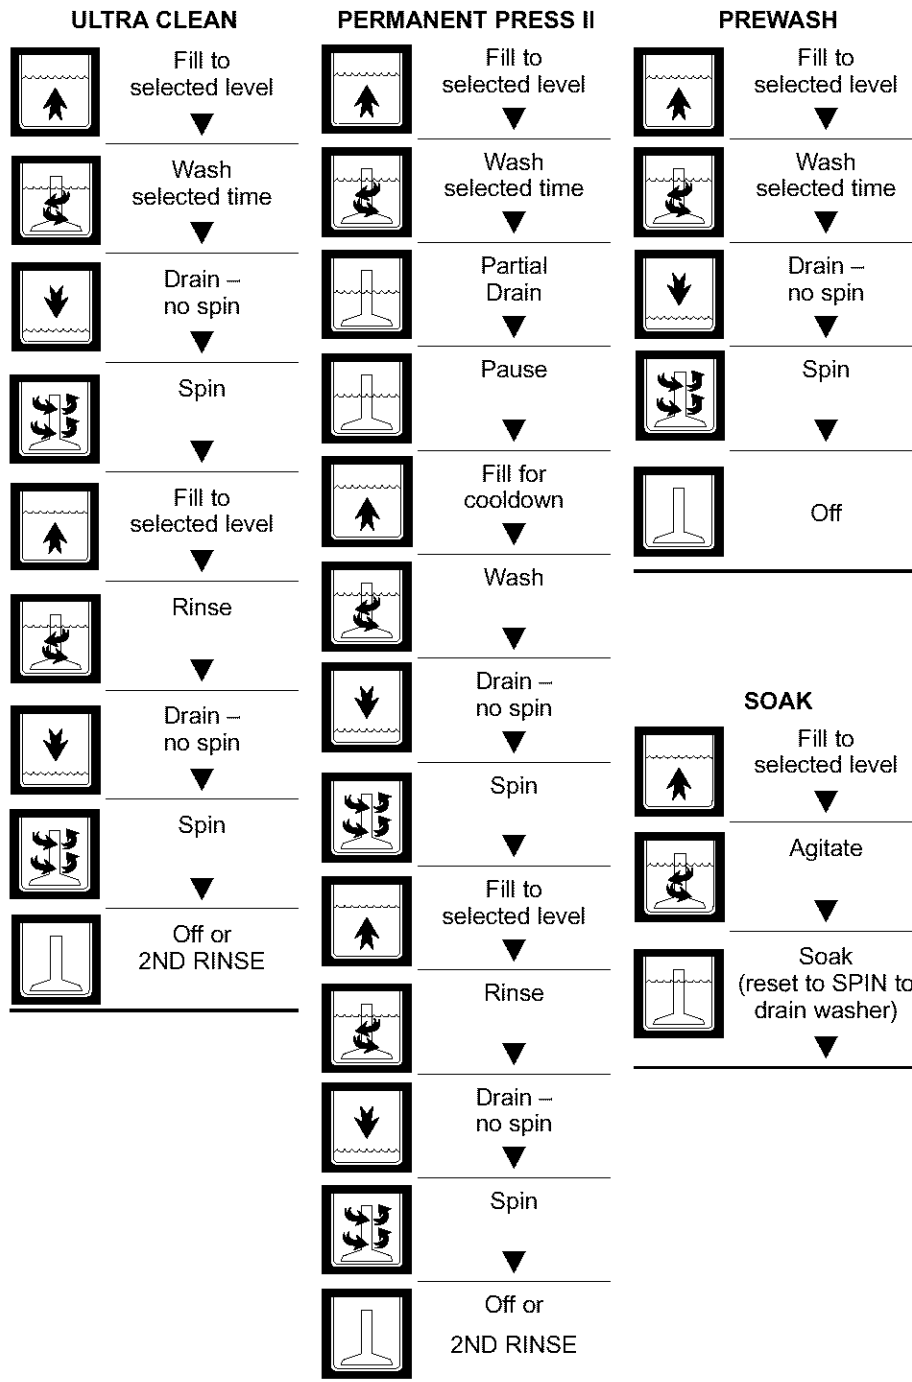 ULTRA CLEAN
Fill to
selected level
Wash
selected time
Drain –
no spin
Spin
Fill to
selected level
Rinse
Drain –
no spin
Spin
Off or
2ND RINSE
PERMANENT PRESS II
Fill to
selected level
Wash
selected time
Partial
Drain
Pause
Fill for
cooldown
Wash
Drain –
no spin
Spin
Fill to
selected level
Rinse
Drain –
no spin
Spin
Off or
2ND RINSE
PREWASH
Fill to
selected level
Wash
selected time
Drain –
no spin
Spin
Off
SOAK
Fill to
selected level
Agitate
Soak
(reset to SPIN to
drain washer)